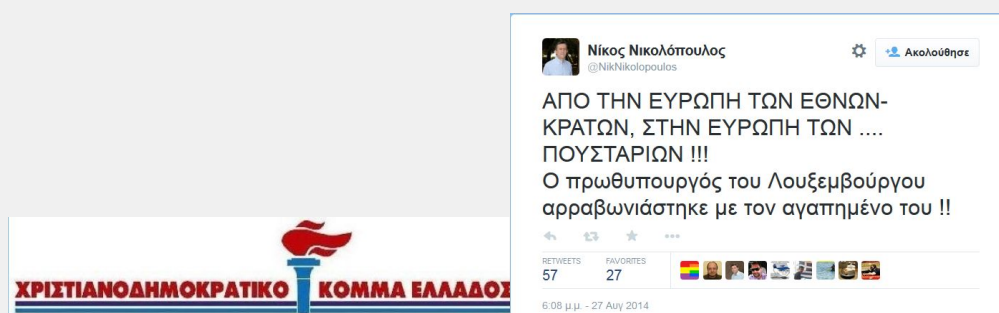 Νίκος Νικολόπουλος
@NikNikolopoulos
Ακολούθησε
ΑΠΟ ΤΗΝ ΕΥΡΩΠΗ ΤΩΝ ΕΘΝΩΝ-
ΚΡΑΤΩΝ, ΣΤΗΝ ΕΥΡΩΠΗ ΤΩΝ ....
ΠΟΥΣΤΑΡΙΩΝ !!!
Ο πρωθυπουργός του Λουξεμβούργου
αρραβωνιάστηκε με τον αγαπημένο του !!
RETWEETS FAVORITES
57 27
6:08 μ.μ. - 27 Αυγ 2014
ΧΡΙΣΤΙΑΝΟΔΗΜΟΚΡΑΤΙΚΟ ΚΟΜΜΑ ΕΛΛΑΔΟΣ